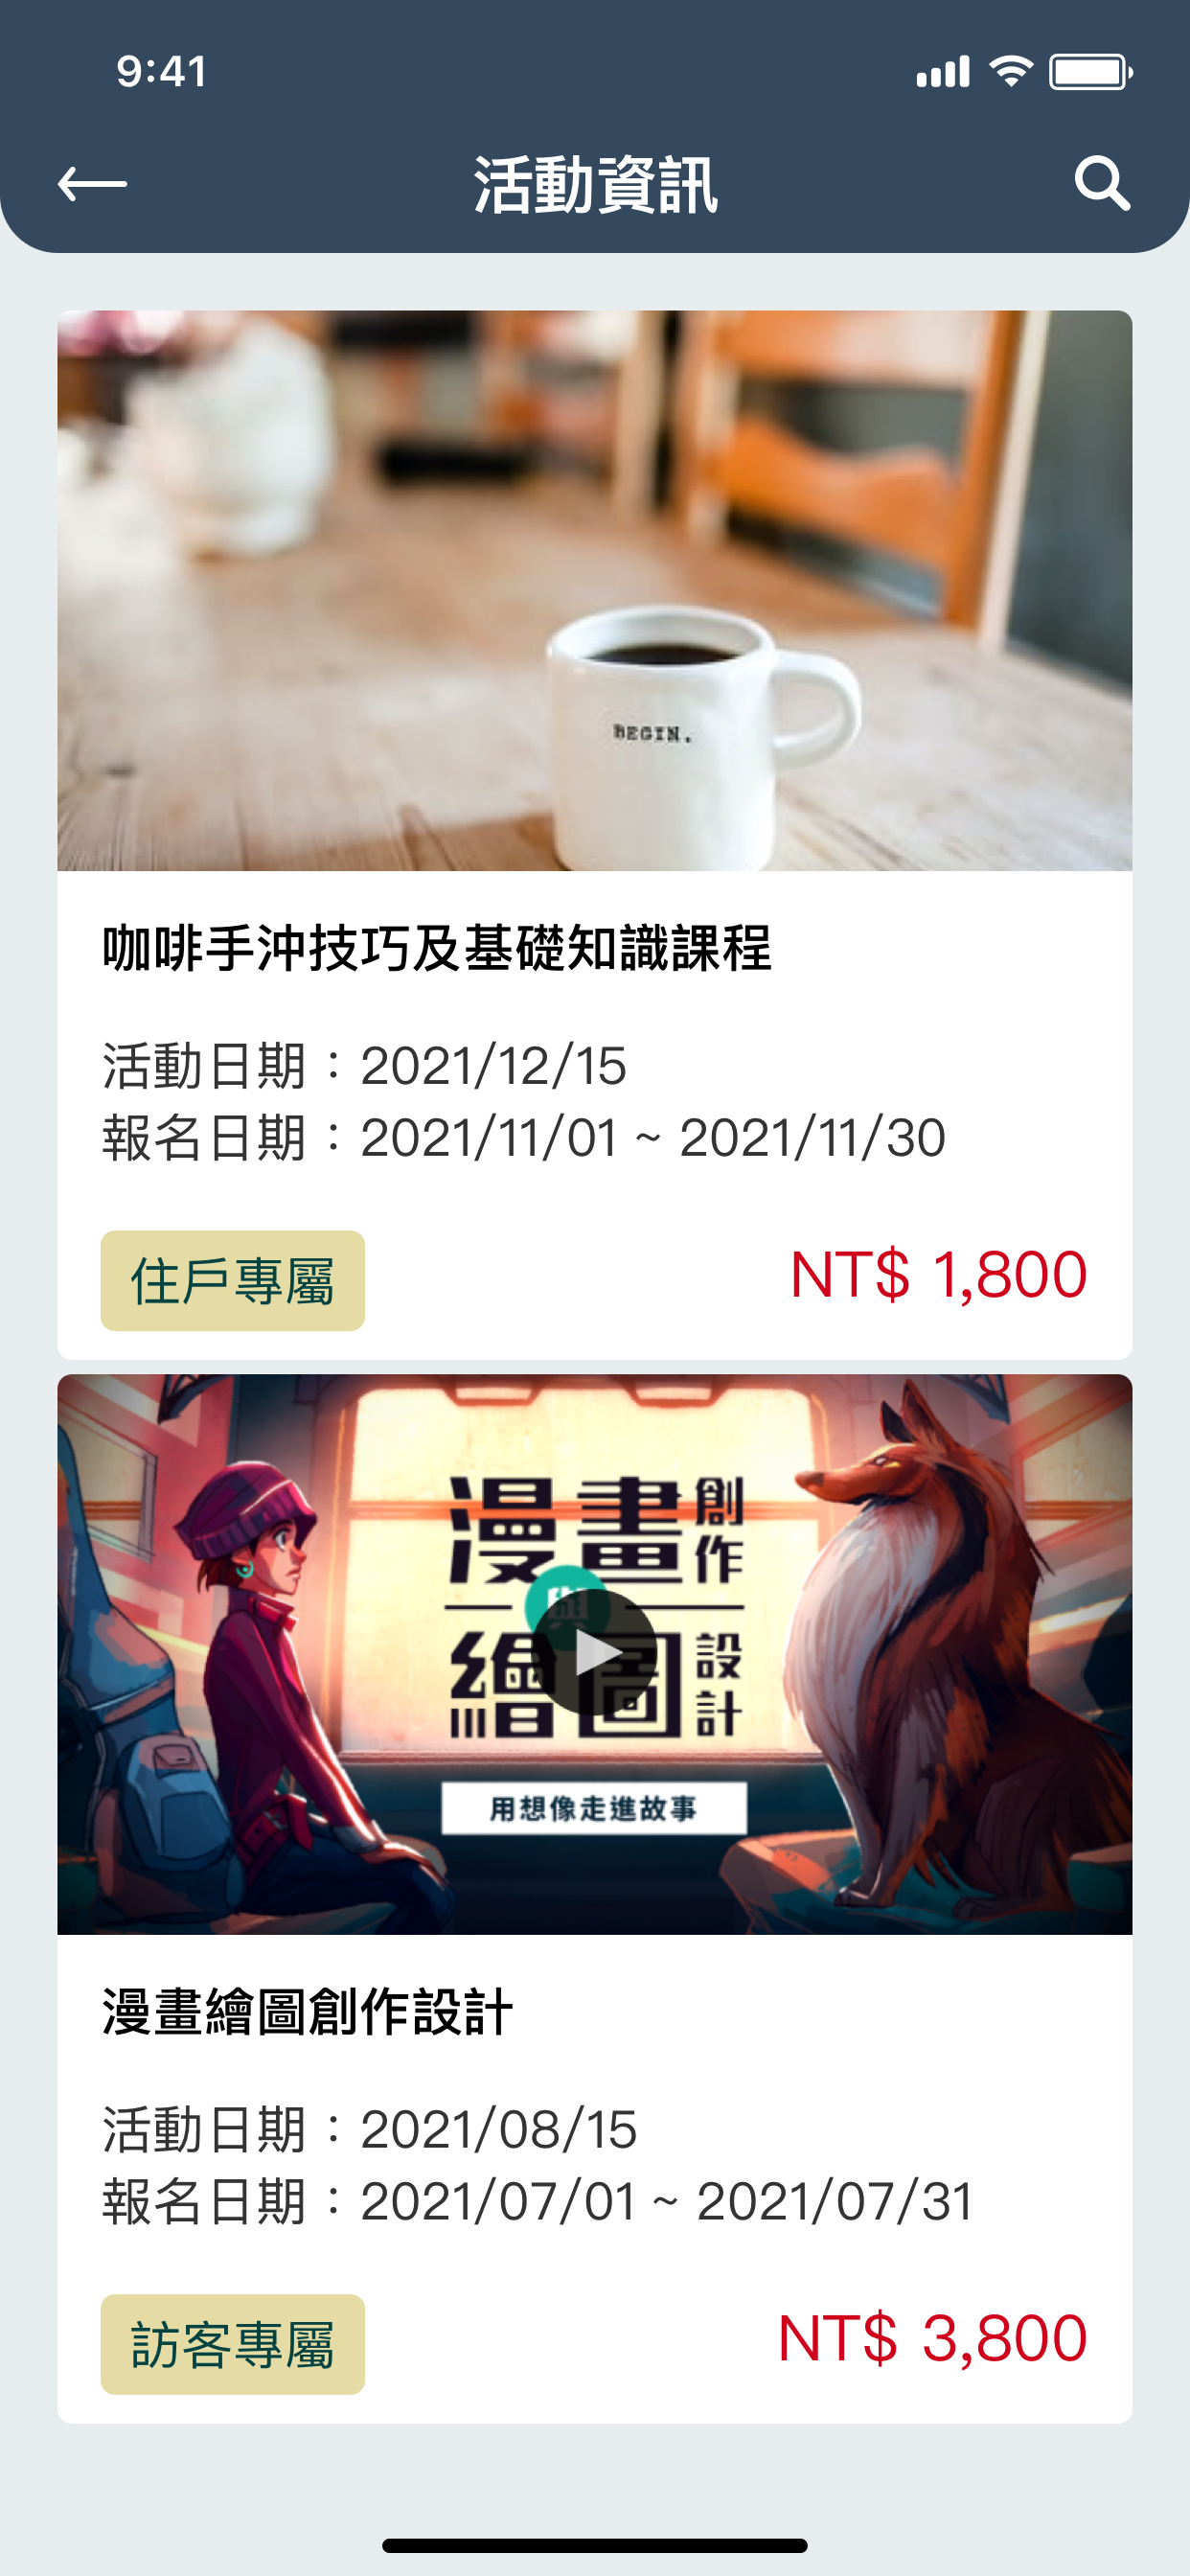 9:41
活動資訊
BEGIN.
咖啡手沖技巧及基礎知識課程
活動日期：2021/12/15
報名日期：2021/11/01 ~ 2021/11/30
住戶專屬
NT$ 1,800
漫畫創作
與
繪圖設計
用想像走進故事
漫畫繪圖創作設計
活動日期：2021/08/15
報名日期：2021/07/01 ~ 2021/07/31
訪客專屬
NT$ 3,800